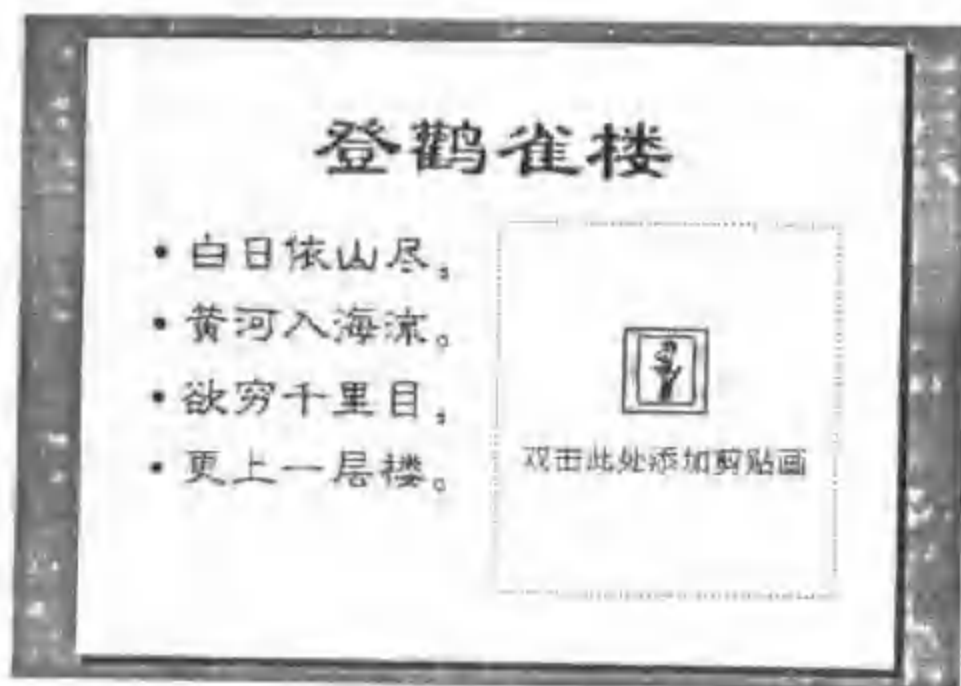 登鹳雀楼
• 白日依山尽，
• 黄河入海流。
• 欲穷千里目，
• 更上一层楼。
双击此处添加剪贴画